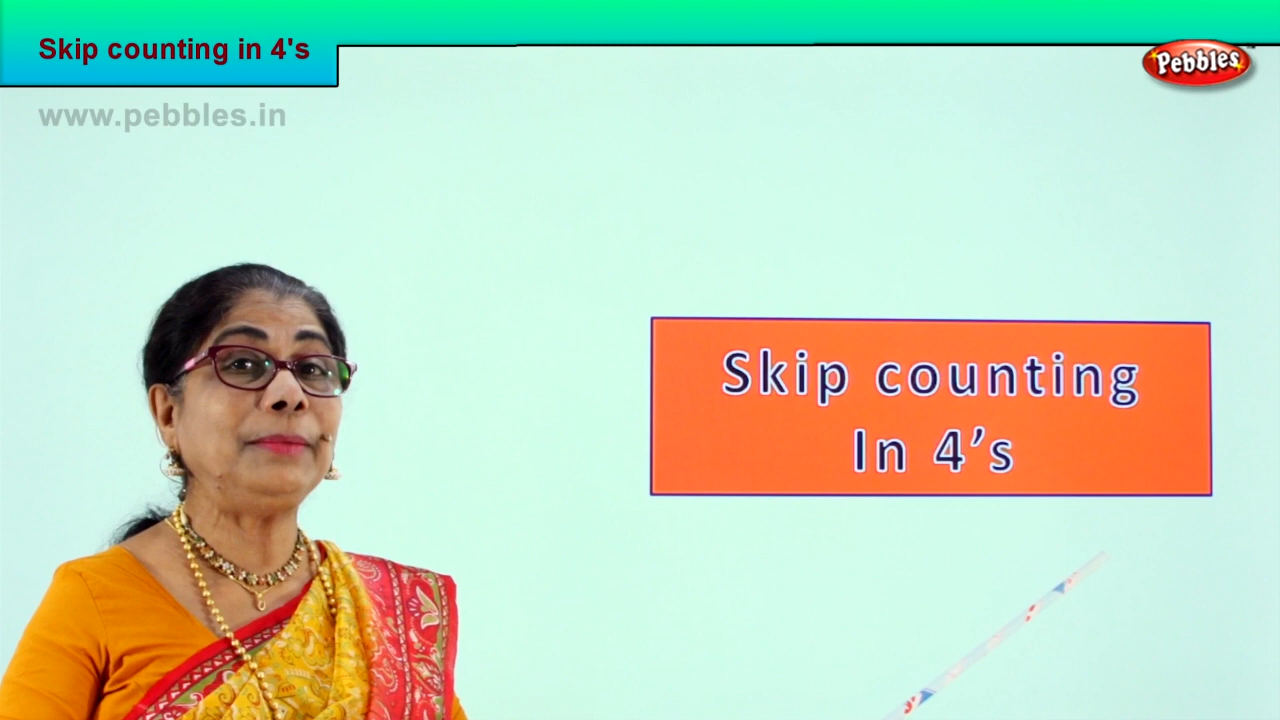 Skip counting in 4's
Pebbles
www.pebbles.in
Skip counting
In 4’s